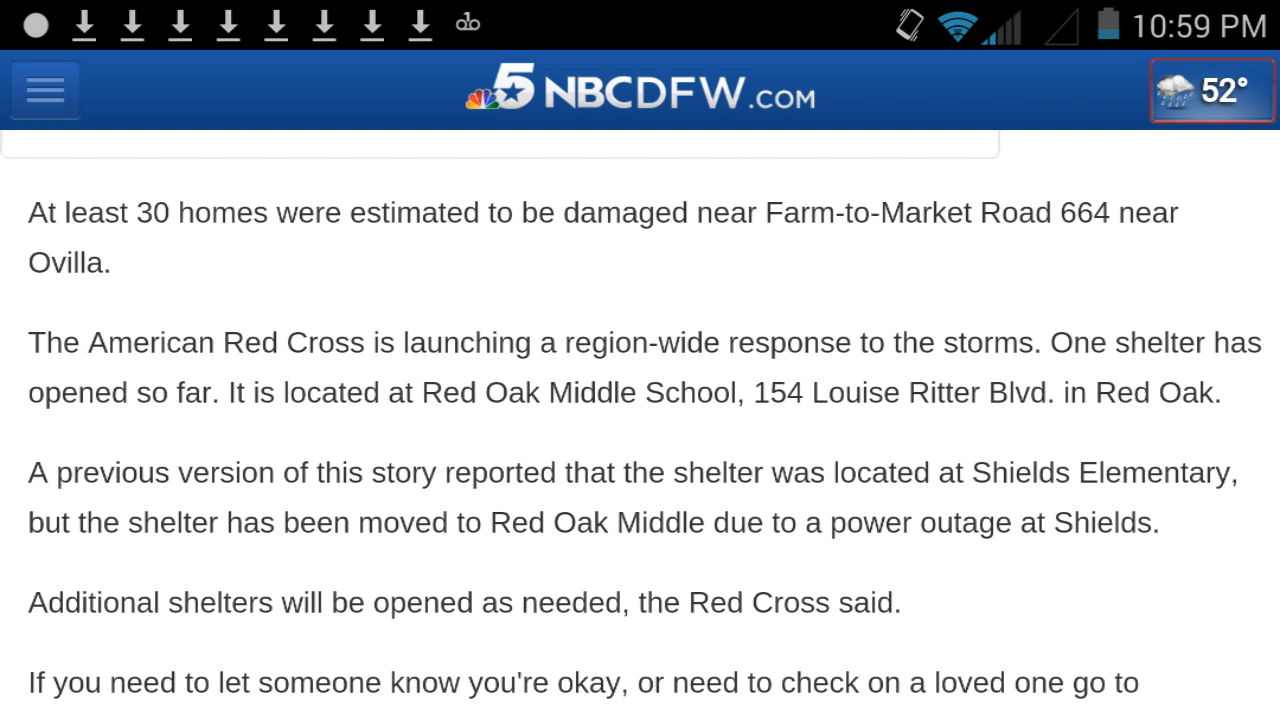 10:59 PM
5 NBCDFW.COM
52°
At least 30 homes were estimated to be damaged near Farm-to-Market Road 664 near
Ovilla.
The American Red Cross is launching a region-wide response to the storms. One shelter has
opened so far. It is located at Red Oak Middle School, 154 Louise Ritter Blvd. in Red Oak.
A previous version of this story reported that the shelter was located at Shields Elementary,
but the shelter has been moved to Red Oak Middle due to a power outage at Shields.
Additional shelters will be opened as needed, the Red Cross said.
If you need to let someone know you're okay, or need to check on a loved one go to